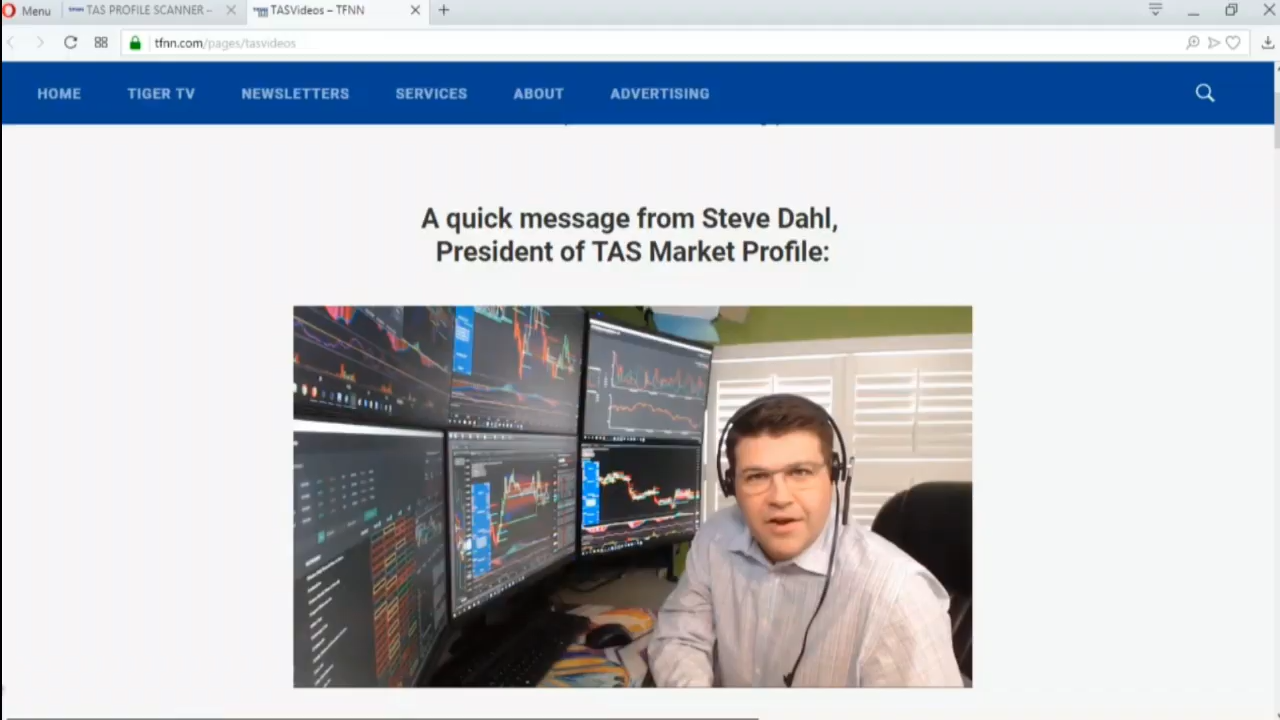 Menu
TAS PROFILE SCANNER –
TASVideos – TFNN
tfnn.com/pages/tasvideos
HOME
TIGER TV
NEWSLETTERS
SERVICES
ABOUT
ADVERTISING
A quick message from Steve Dahl,
President of TAS Market Profile: